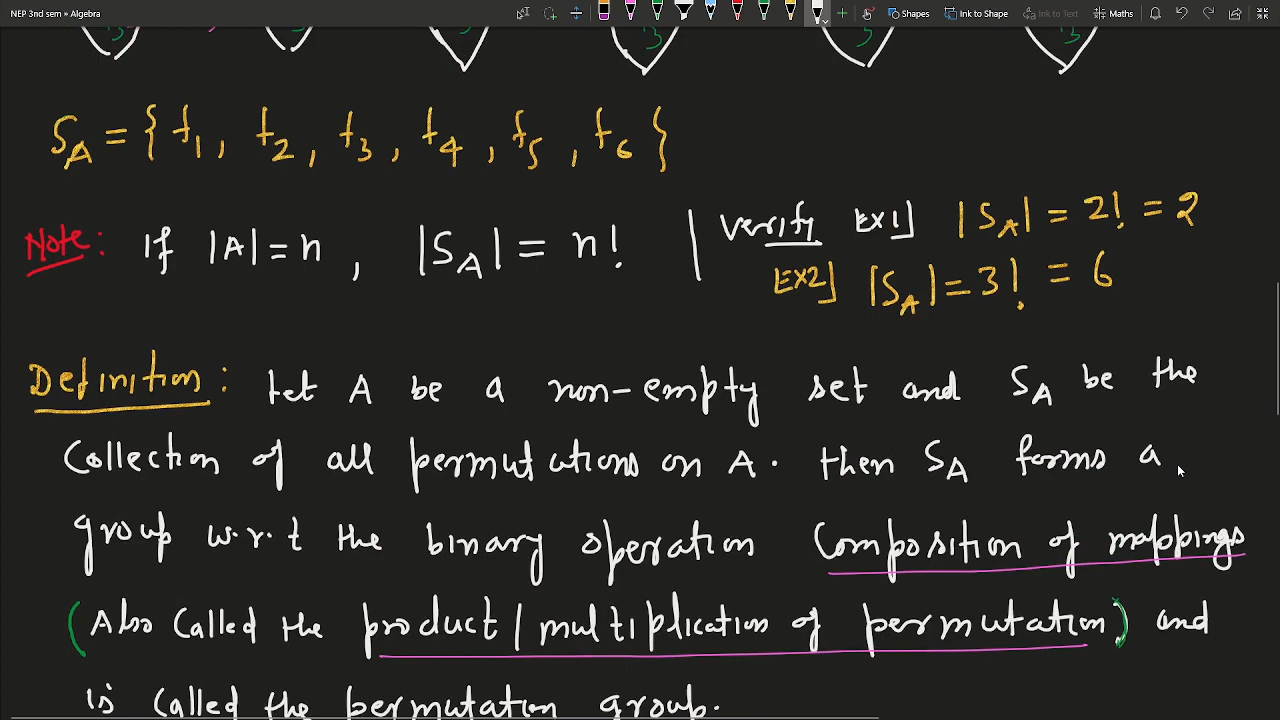 NEP 3nd sem » Algebra
Shapes Ink to Shape Ink to Text Maths
S_A = { f_1, f_2, f_3, f_4, f_5, f_6 }
Note: If |A| = n, |S_A| = n! | Verify EX1] |S_A| = 2! = 2
EX2] |S_A| = 3! = 6
Definition: Let A be a non-empty set and S_A be the
Collection of all permutations on A. then S_A forms a
group w.r.t the binary operation Composition of mappings
(Also Called the product / multiplication of permutation) and
is called the permutation group.